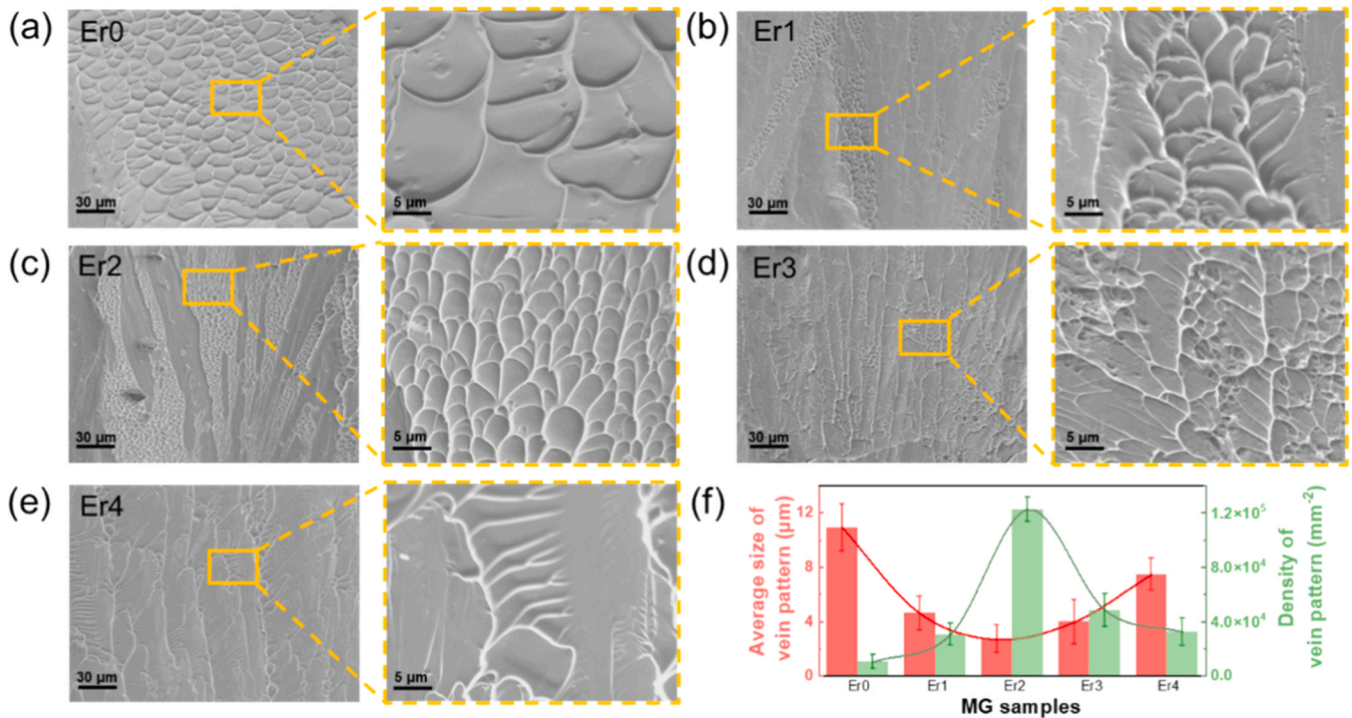 (a)
Er0
30 µm
5 µm
(b)
Er1
30 µm
5 µm
(c)
Er2
30 µm
5 µm
(d)
Er3
30 µm
5 µm
(e)
Er4
30 µm
5 µm
(f)
Average size of
vein pattern (µm)
12
8
4
0
1.2×10⁵
8.0×10⁴
4.0×10⁴
0.0
Density of
vein pattern (mm⁻²)
Er0 Er1 Er2 Er3 Er4
MG samples